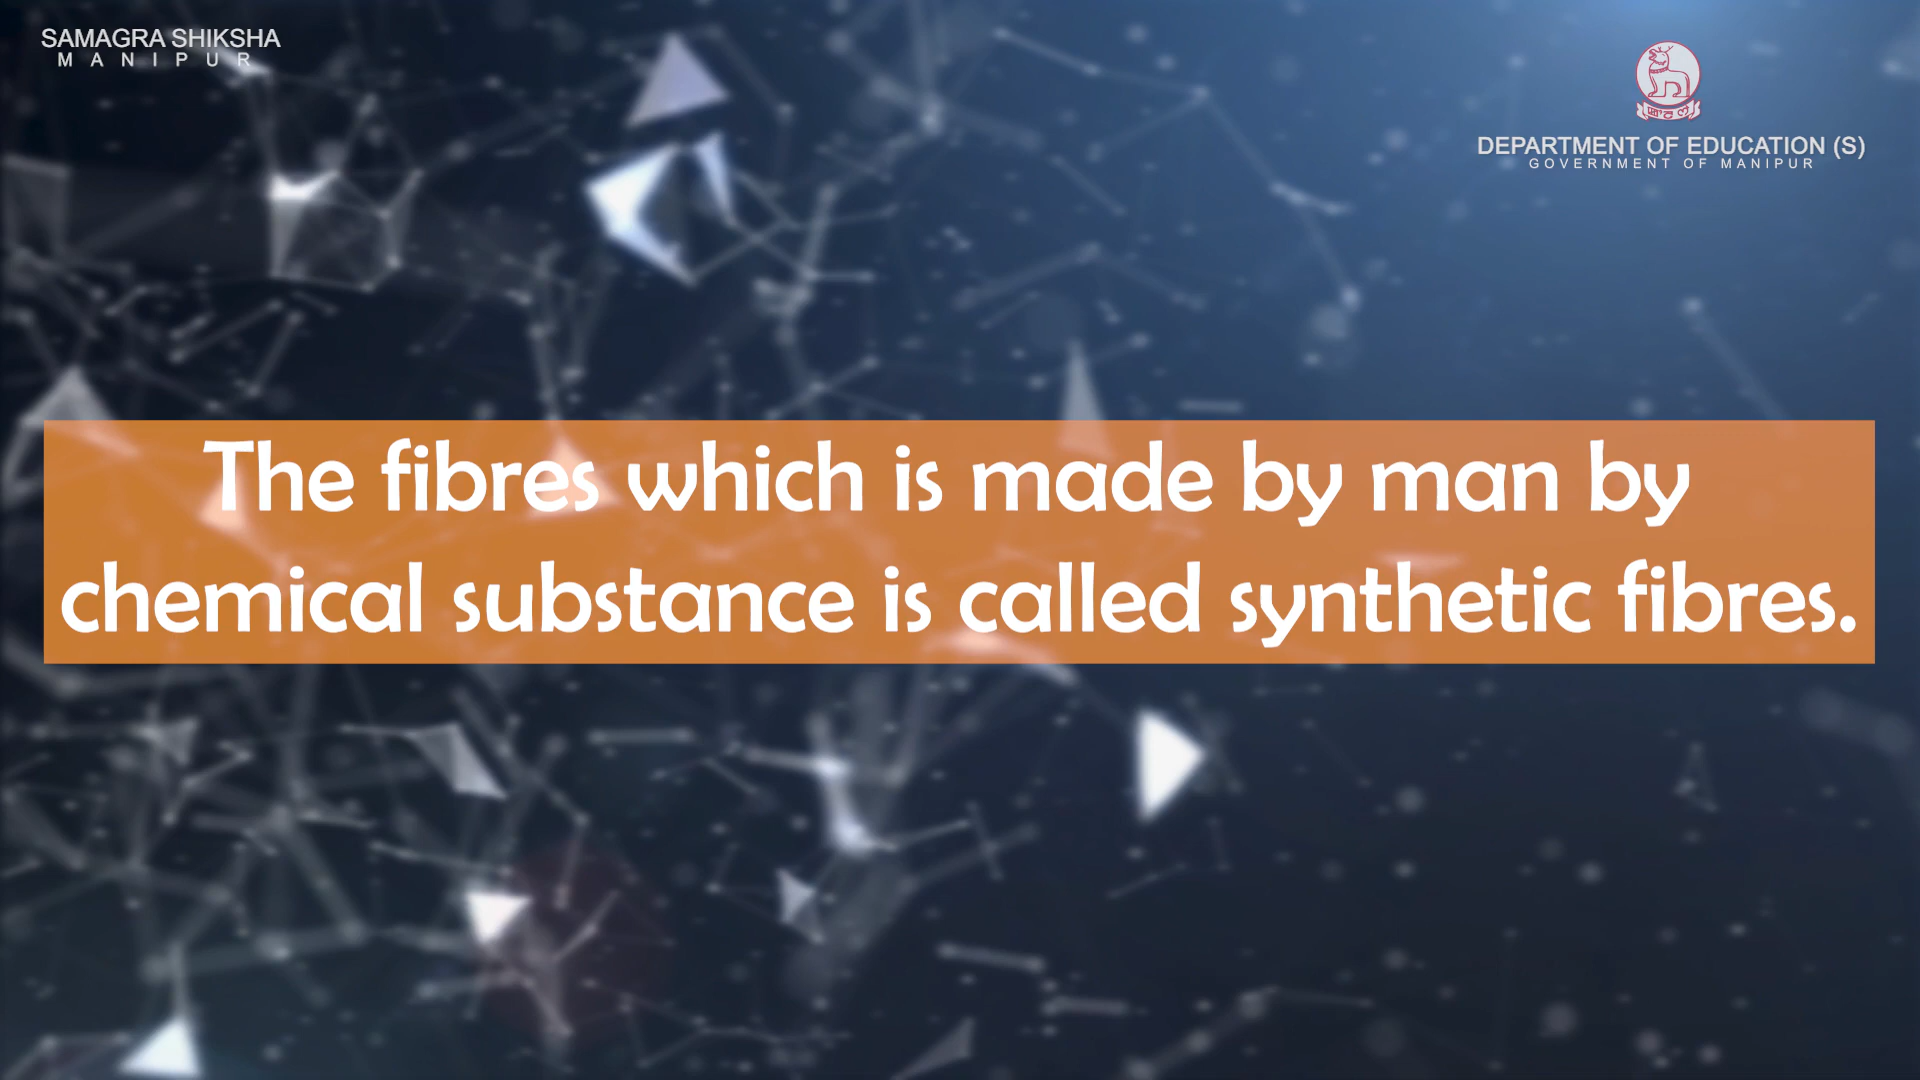 SAMAGRA SHIKSHA
MANIPUR
DEPARTMENT OF EDUCATION (S)
GOVERNMENT OF MANIPUR
The fibres which is made by man by
chemical substance is called synthetic fibres.